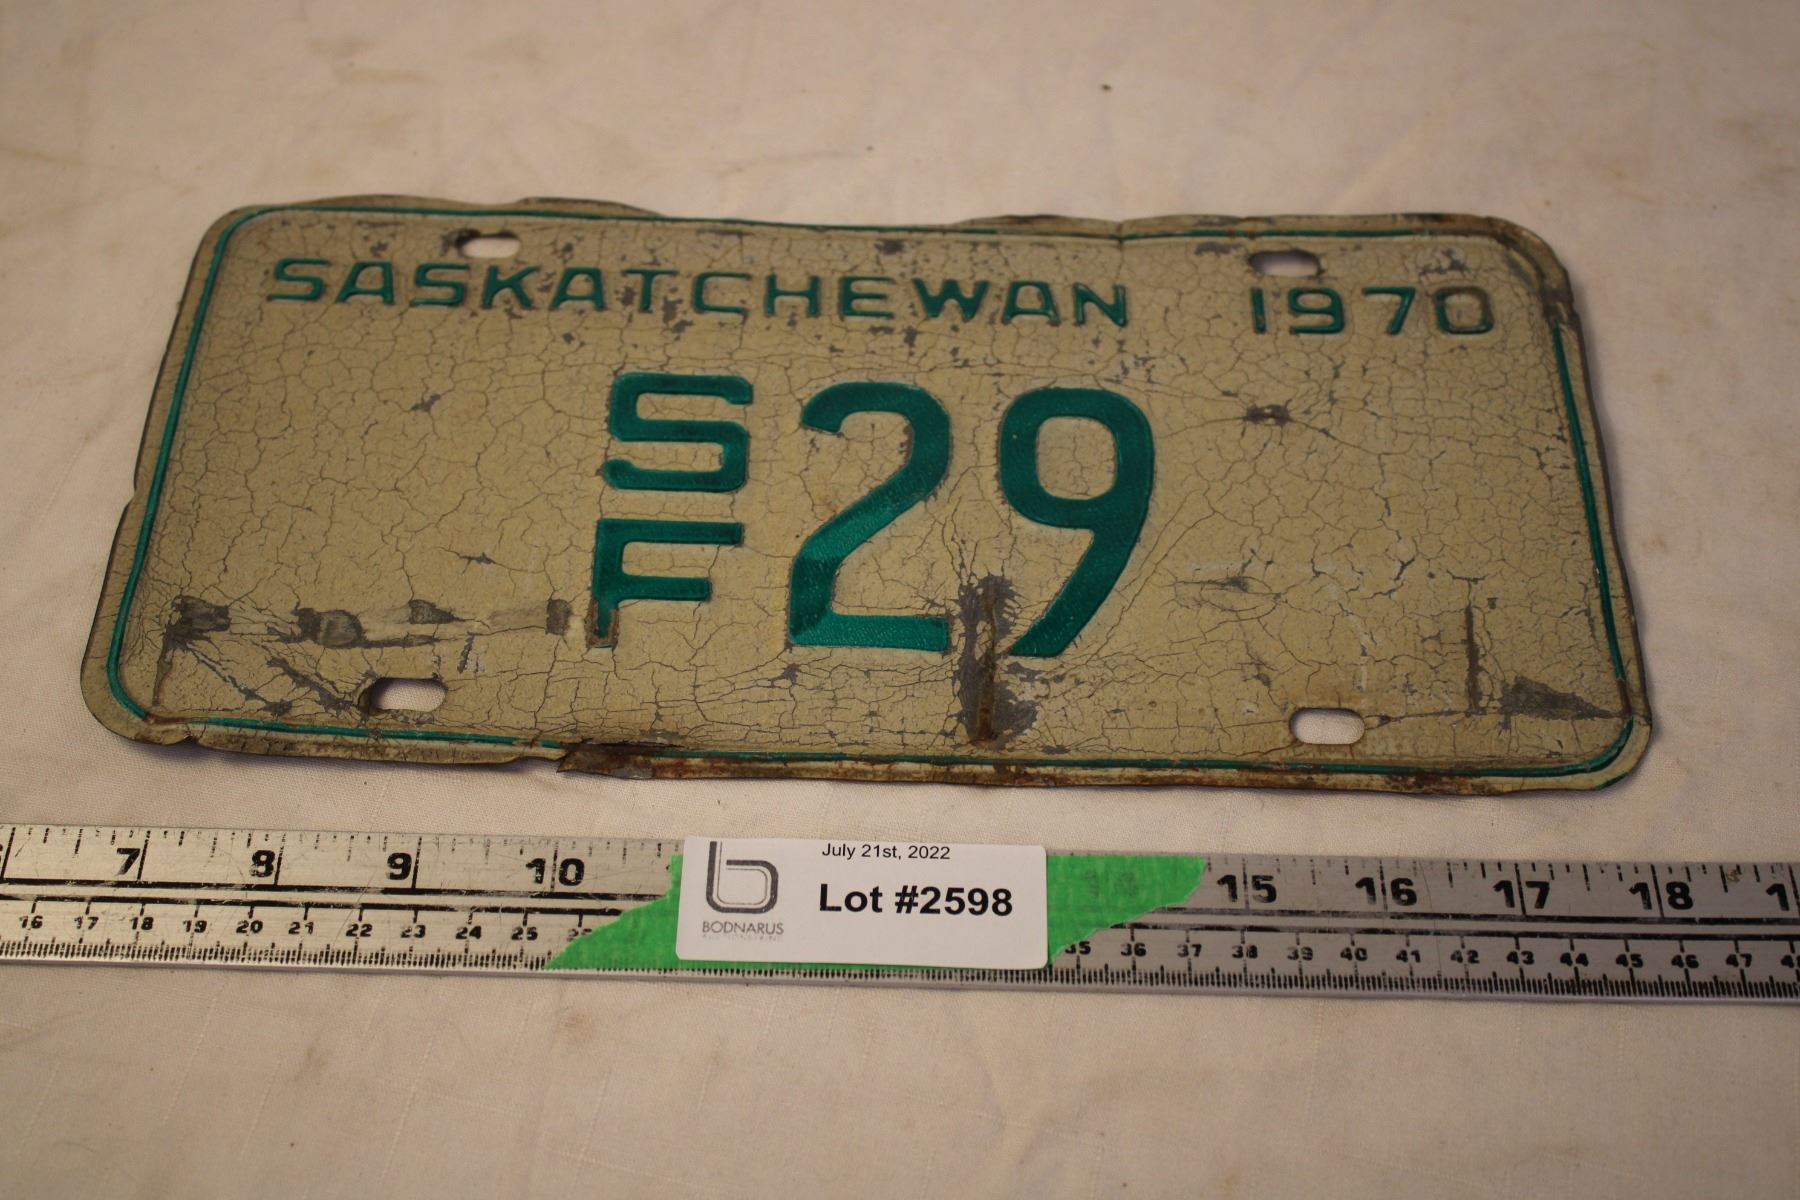 SASKATCHEWAN 1970
SF 29
July 21st, 2022
Lot #2598
BODNARUS
7 8 9 10 15 16 17 18
16 17 18 19 20 21 22 23 24 25 35 36 37 38 39 40 41 42 43 44 45 46 47